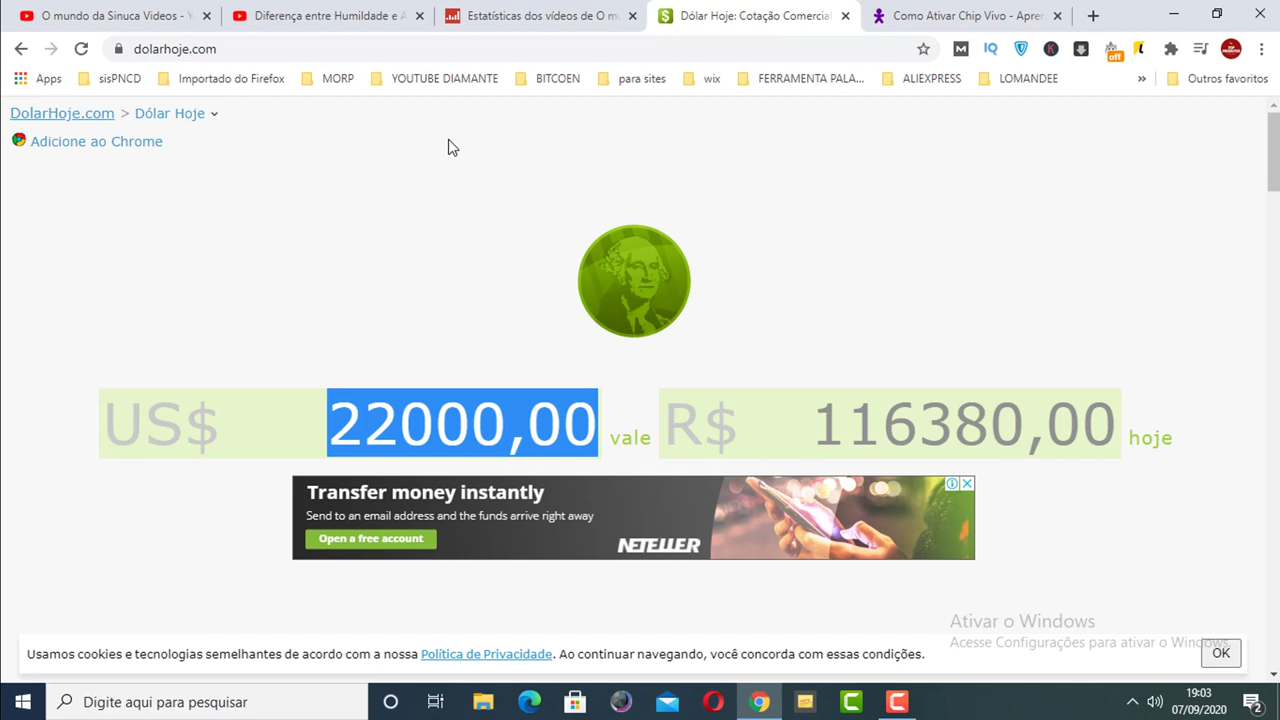 O mundo da Sinuca Videos -
Diferença entre Humildade e A
Estatísticas dos vídeos de O m
Dólar Hoje: Cotação Comercial
Como Ativar Chip Vivo - Apren
dolarhoje.com
off
Apps sisPNCD Importado do Firefox MORP YOUTUBE DIAMANTE BITCOEN para sites wix FERRAMENTA PALA... ALIEXPRESS LOMANDEE » Outros favoritos
DolarHoje.com > Dólar Hoje
Adicione ao Chrome
US$ 22000,00 vale R$ 116380,00 hoje
Transfer money instantly
Send to an email address and the funds arrive right away
Open a free account
NETELLER
Ativar o Windows
Acesse Configurações para ativar o Windows.
Usamos cookies e tecnologias semelhantes de acordo com a nossa Política de Privacidade. Ao continuar navegando, você concorda com essas condições.
OK
Digite aqui para pesquisar
19:03
07/09/2020
2